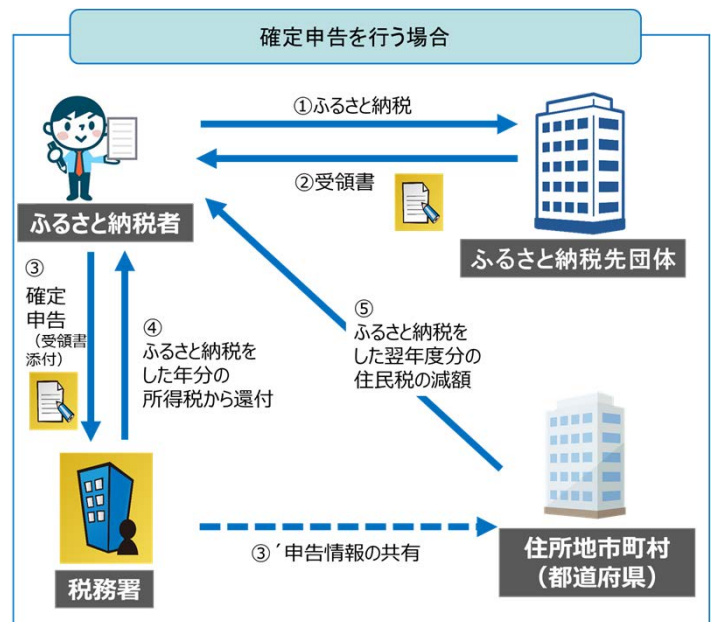 確定申告を行う場合
①ふるさと納税
②受領書
ふるさと納税者
ふるさと納税先団体
③
確定
申告
(受領書
添付)
④
ふるさと納税を
した年分の
所得税から還付
⑤
ふるさと納税を
した翌年度分の
住民税の減額
税務署
③´申告情報の共有
住所地市町村
(都道府県)